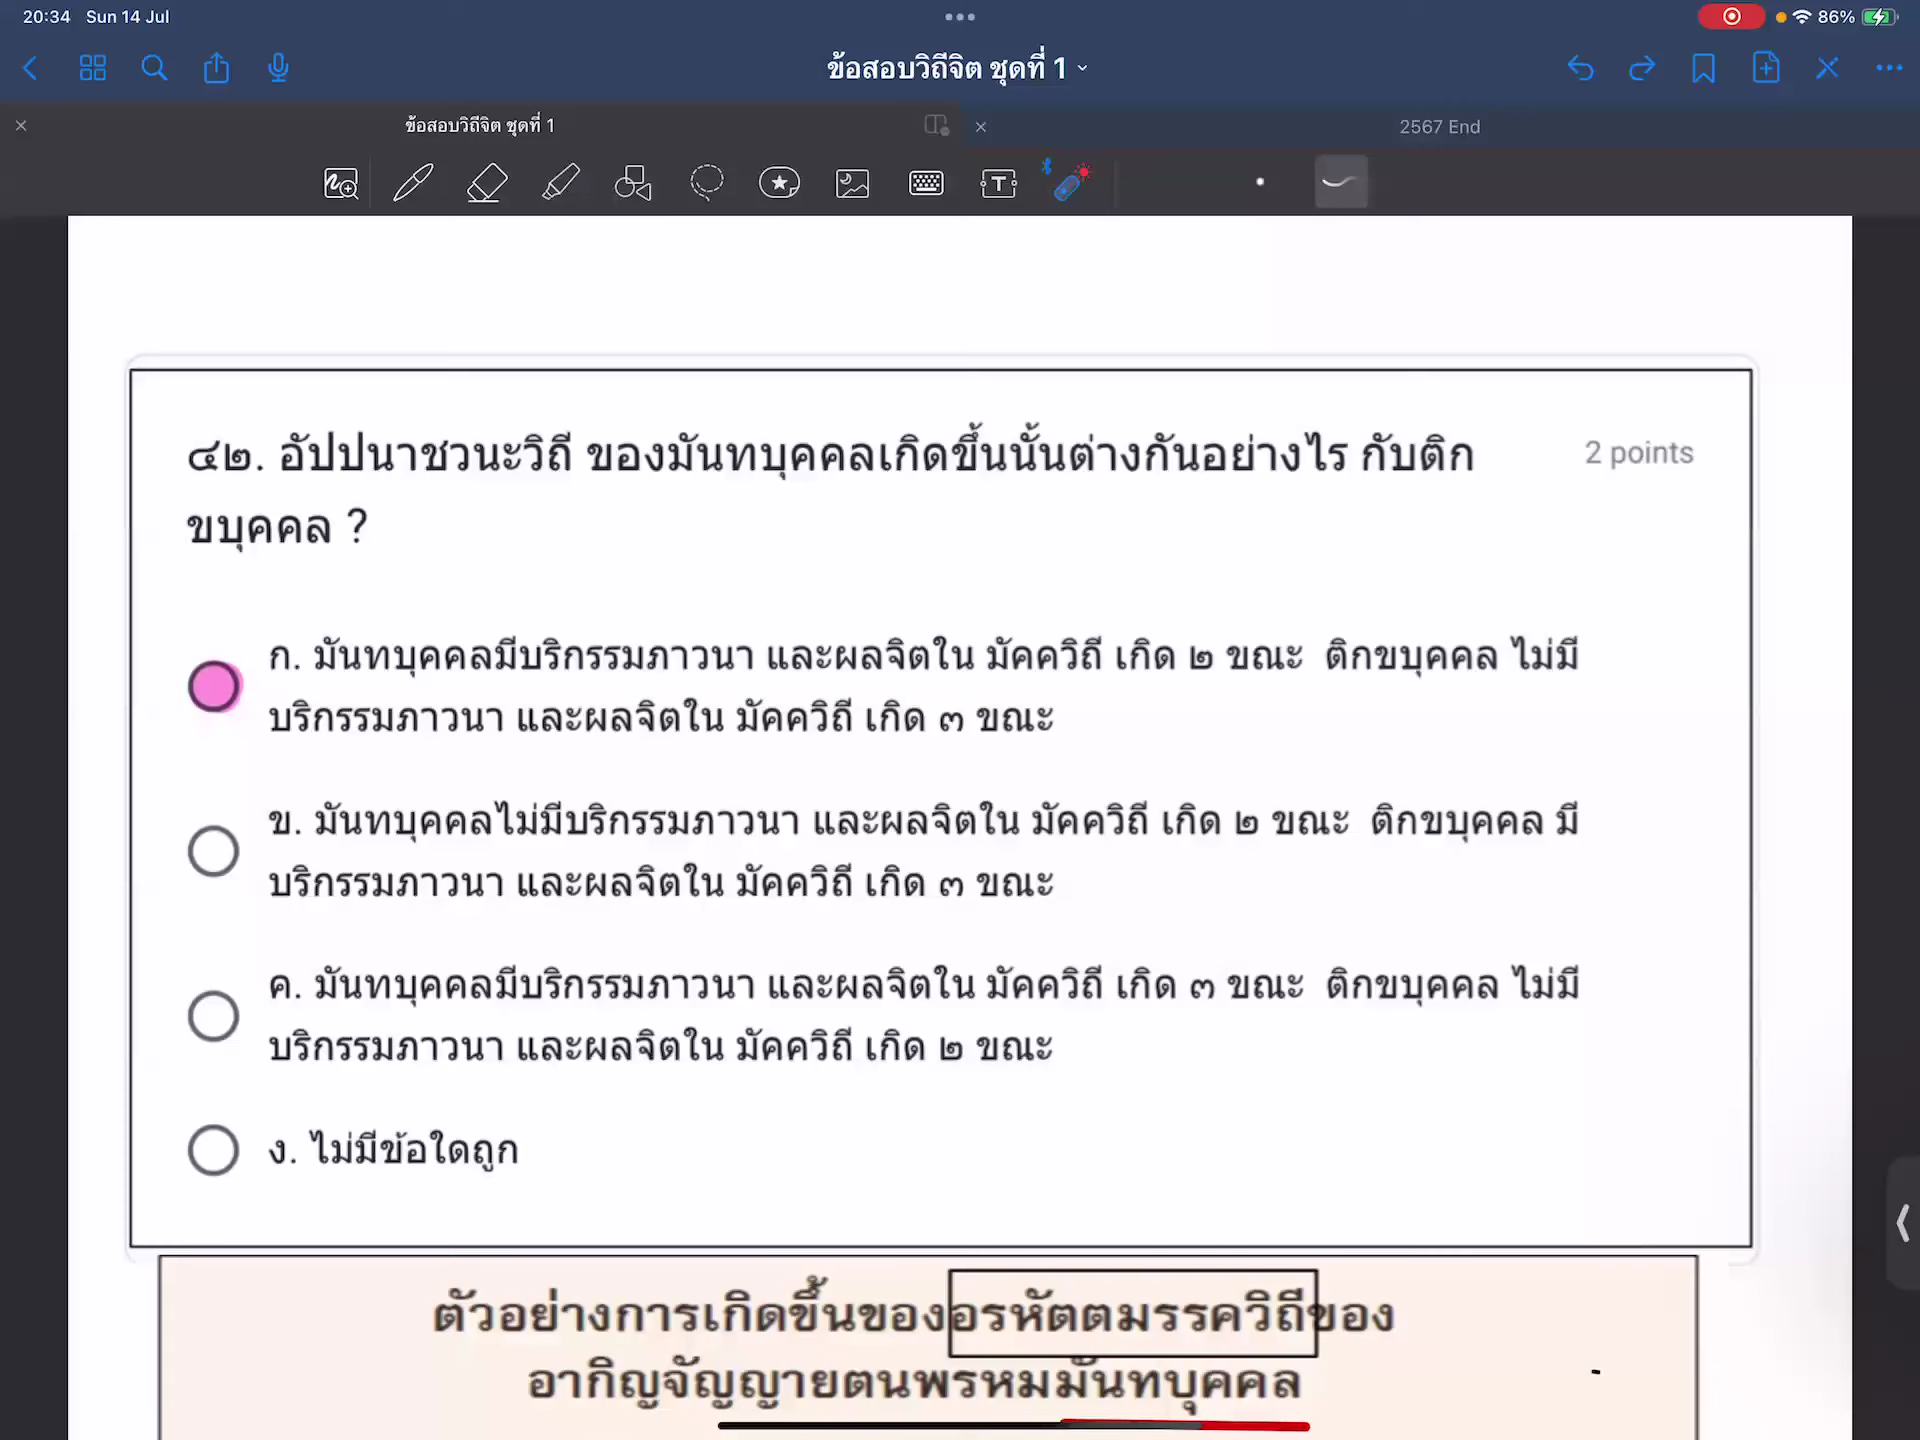 20:34 Sun 14 Jul
86%
ข้อสอบวิถีจิต ชุดที่ 1
ข้อสอบวิถีจิต ชุดที่ 1
2567 End
๔๒. อัปปนาชวนะวิถี ของมันทบุคคลเกิดขึ้นนั้นต่างกันอย่างไร กับติก
ขบุคคล ?
2 points
ก. มันทบุคคลมีบริกรรมภาวนา และผลจิตใน มัคควิถี เกิด ๒ ขณะ ติกขบุคคล ไม่มี
บริกรรมภาวนา และผลจิตใน มัคควิถี เกิด ๓ ขณะ
ข. มันทบุคคลไม่มีบริกรรมภาวนา และผลจิตใน มัคควิถี เกิด ๒ ขณะ ติกขบุคคล มี
บริกรรมภาวนา และผลจิตใน มัคควิถี เกิด ๓ ขณะ
ค. มันทบุคคลมีบริกรรมภาวนา และผลจิตใน มัคควิถี เกิด ๓ ขณะ ติกขบุคคล ไม่มี
บริกรรมภาวนา และผลจิตใน มัคควิถี เกิด ๒ ขณะ
ง. ไม่มีข้อใดถูก
ตัวอย่างการเกิดขึ้นของอรหัตตมรรควิถีของ
อากิญจัญญายตนพรหมมันทบุคคล